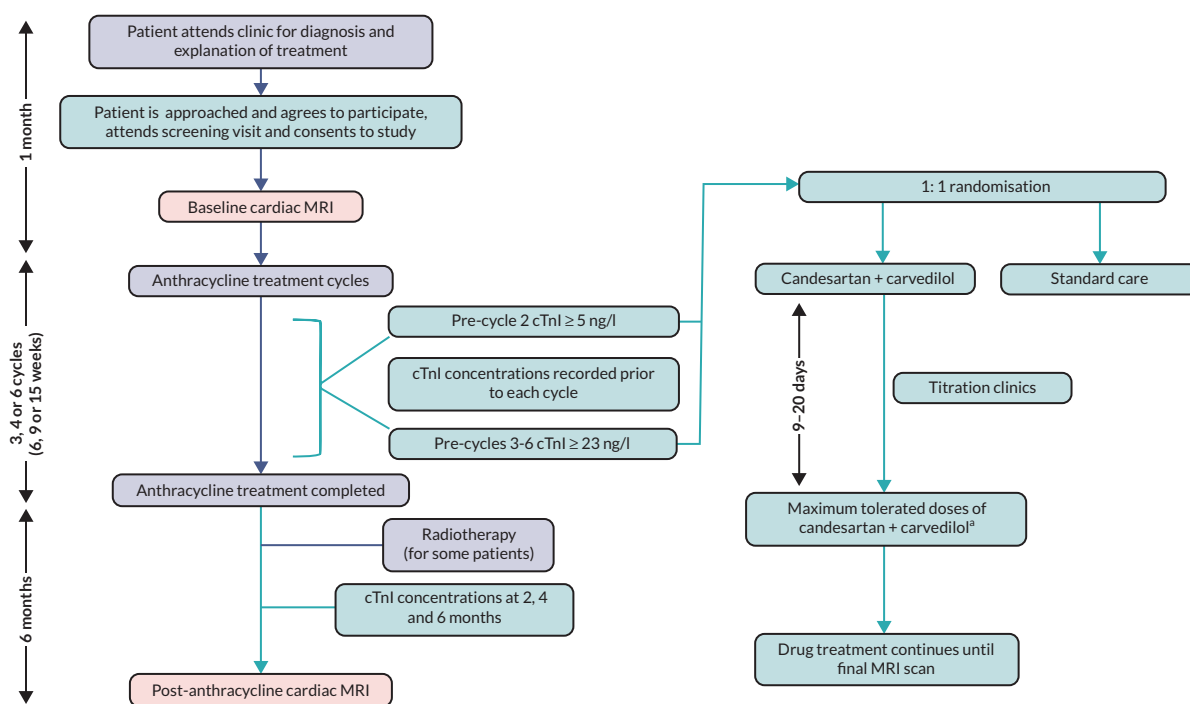 Patient attends clinic for diagnosis and
explanation of treatment
Patient is approached and agrees to participate,
attends screening visit and consents to study
1 month
Baseline cardiac MRI
Anthracycline treatment cycles
3, 4 or 6 cycles
(6, 9 or 15 weeks)
Pre-cycle 2 cTnI ≥ 5 ng/l
cTnI concentrations recorded prior
to each cycle
Pre-cycles 3-6 cTnI ≥ 23 ng/l
Anthracycline treatment completed
Radiotherapy
(for some patients)
6 months
cTnI concentrations at 2, 4
and 6 months
Post-anthracycline cardiac MRI
1: 1 randomisation
Candesartan + carvedilol
Standard care
9–20 days
Titration clinics
Maximum tolerated doses of
candesartan + carvedilolª
Drug treatment continues until
final MRI scan